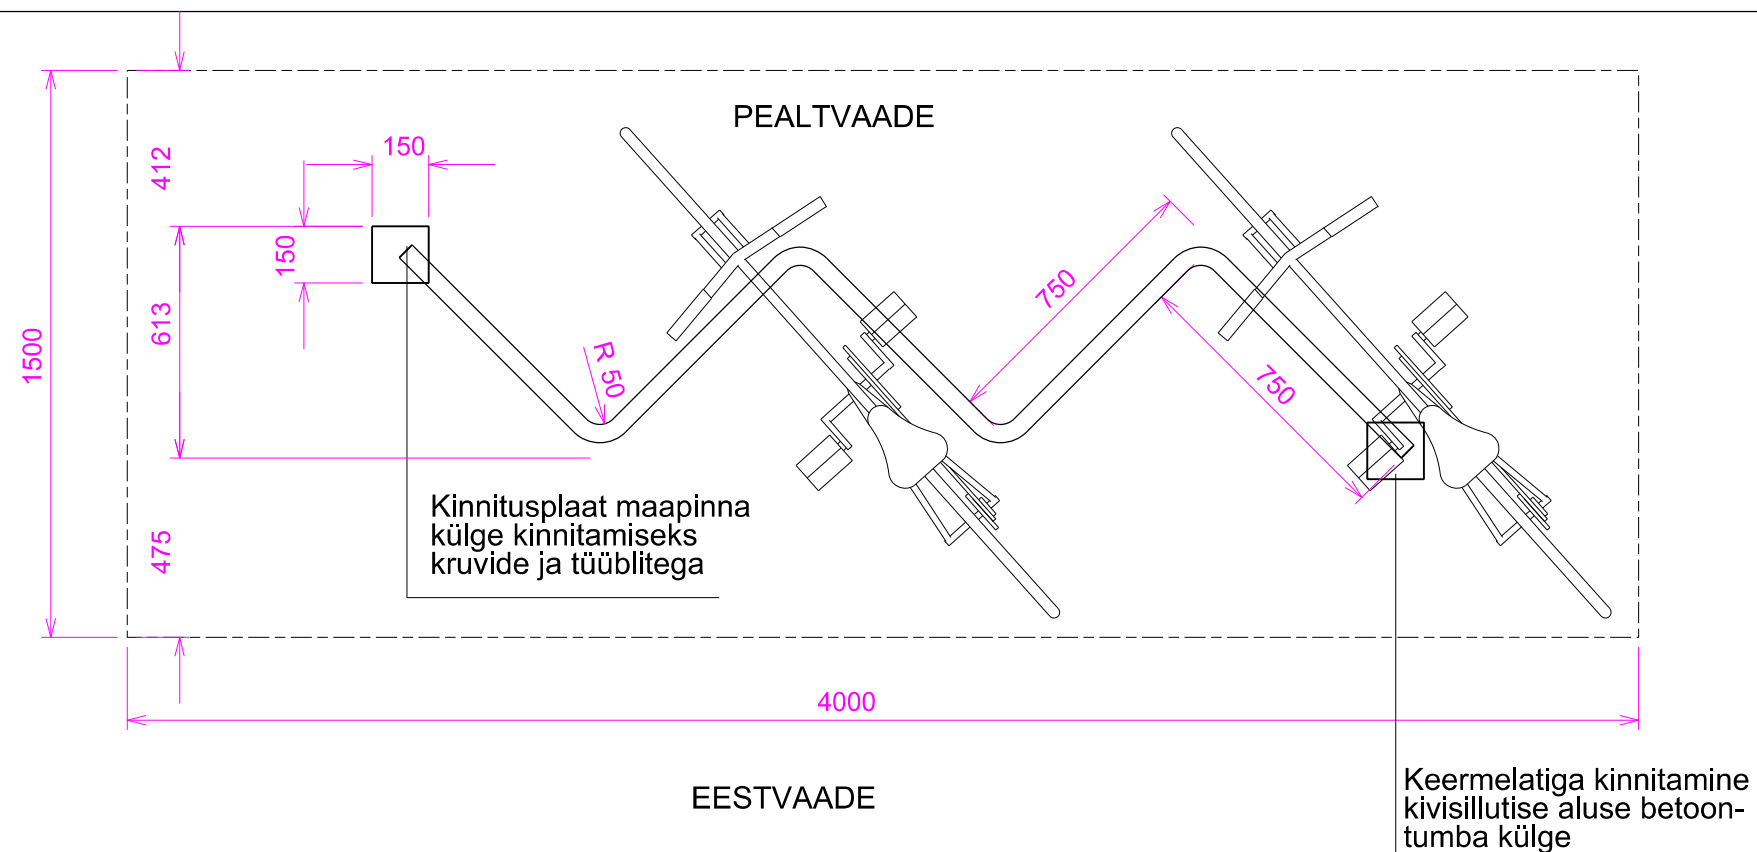 PEALTVAADE
150
412
150
613
1500
R 50
750
750
475
Kinnitusplaat maapinna
külge kinnitamiseks
kruvide ja tüüblitega
4000
EESTVAADE
Keermelatiga kinnitamine
kivisillutise aluse betoon-
tumba külge